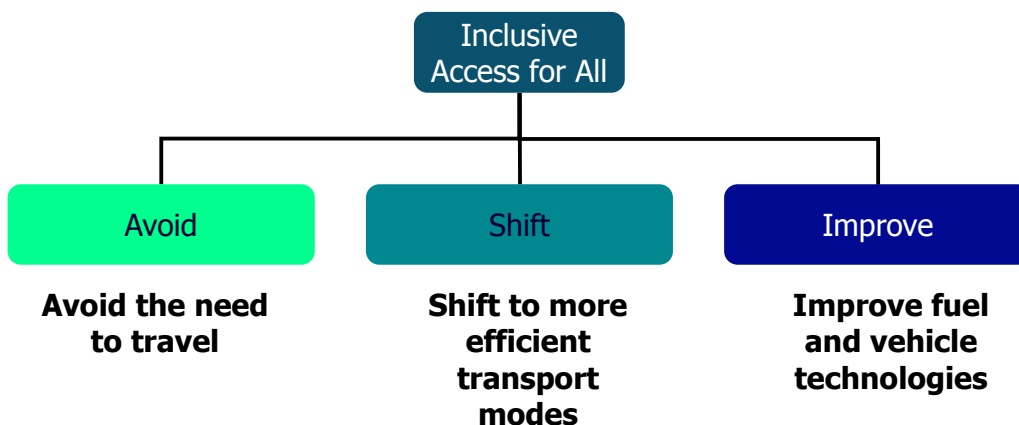 Inclusive
Access for All
Avoid
Shift
Improve
Avoid the need
to travel
Shift to more
efficient
transport
modes
Improve fuel
and vehicle
technologies